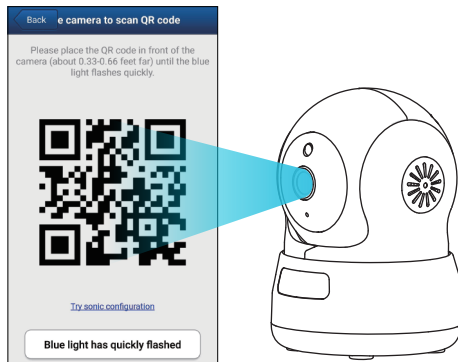 Back e camera to scan QR code
Please place the QR code in front of the
camera (about 0.33-0.66 feet far) until the blue
light flashes quickly.
Try sonic configuration
Blue light has quickly flashed